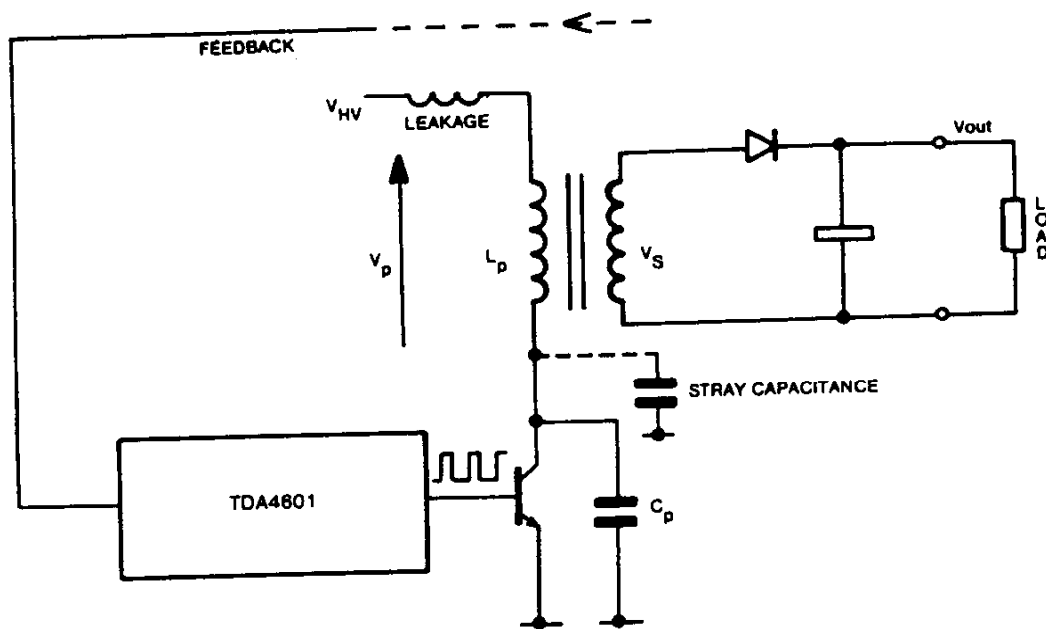 FEEDBACK
V_HV
LEAKAGE
Vout
LOAD
V_p
L_p
V_S
STRAY CAPACITANCE
TDA4601
C_p